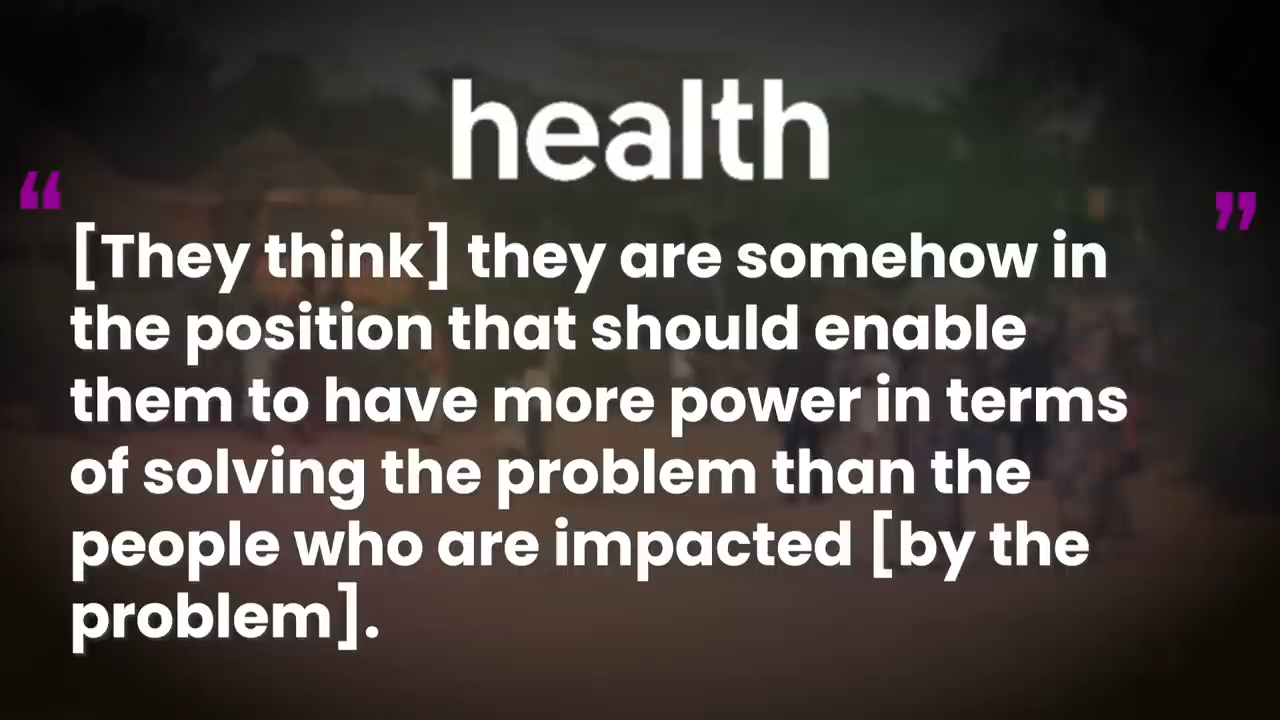 health
“ ”
[They think] they are somehow in
the position that should enable
them to have more power in terms
of solving the problem than the
people who are impacted [by the
problem].